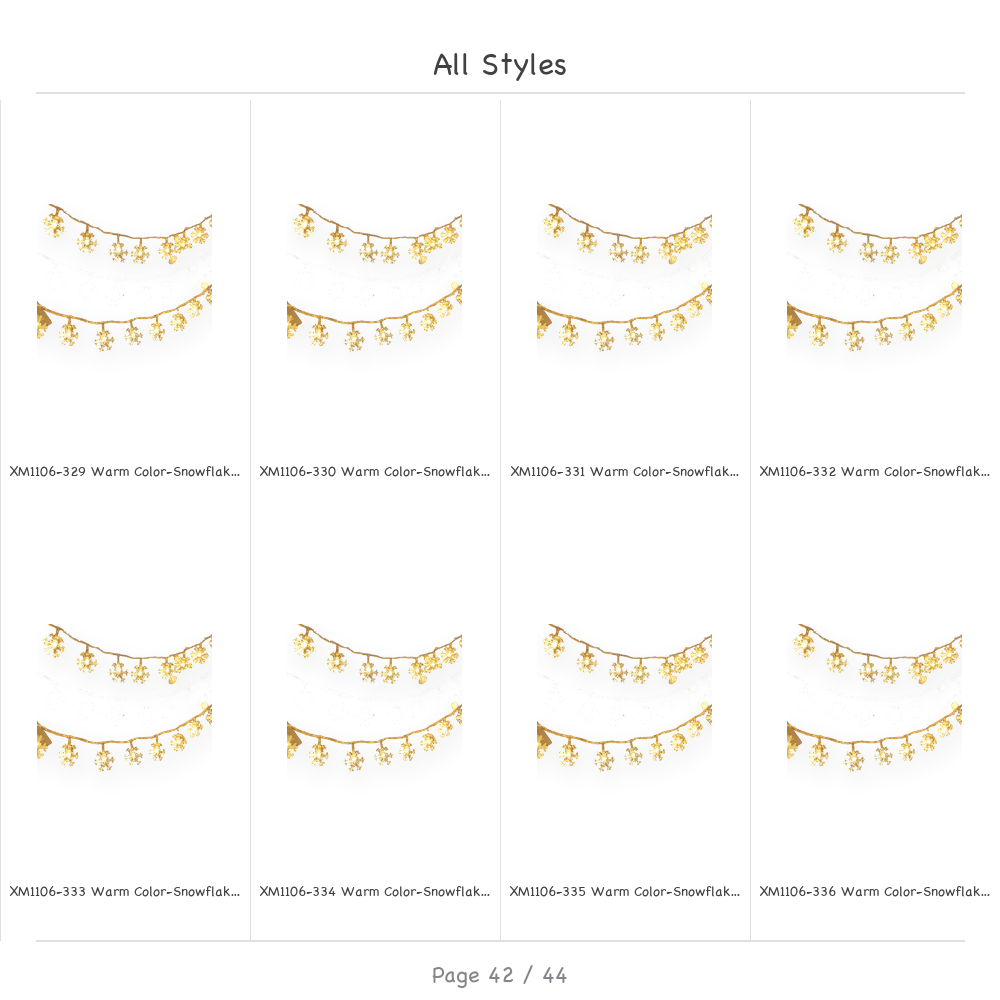 All Styles
XM1106-329 Warm Color-Snowflak...
XM1106-330 Warm Color-Snowflak...
XM1106-331 Warm Color-Snowflak...
XM1106-332 Warm Color-Snowflak...
XM1106-333 Warm Color-Snowflak...
XM1106-334 Warm Color-Snowflak...
XM1106-335 Warm Color-Snowflak...
XM1106-336 Warm Color-Snowflak...
Page 42 / 44